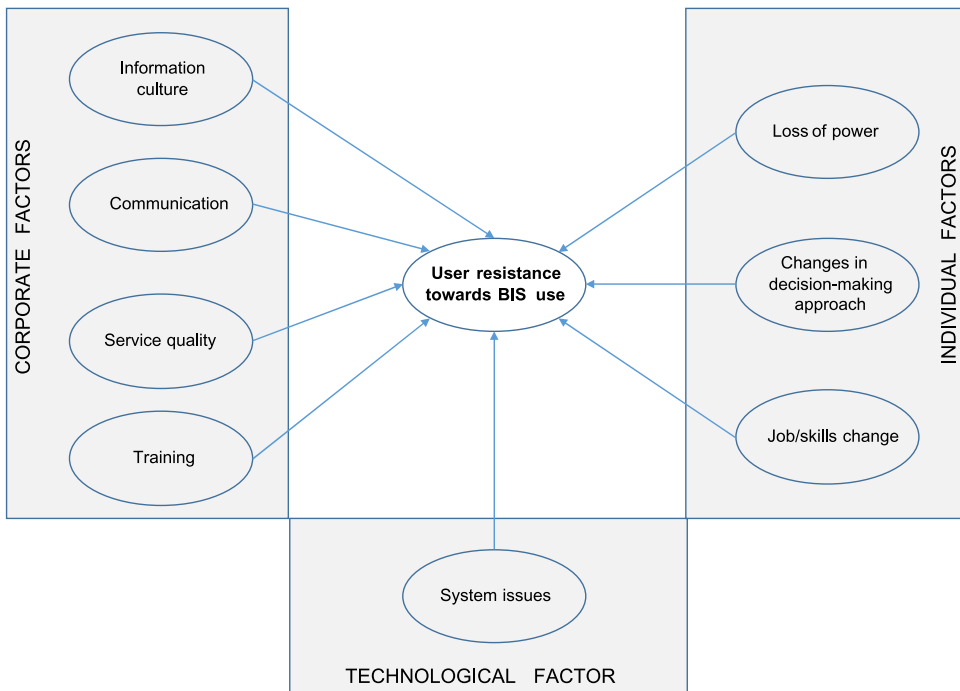 CORPORATE FACTORS
Information
culture
Communication
Service quality
Training
User resistance
towards BIS use
Loss of power
Changes in
decision-making
approach
Job/skills change
INDIVIDUAL FACTORS
System issues
TECHNOLOGICAL FACTOR